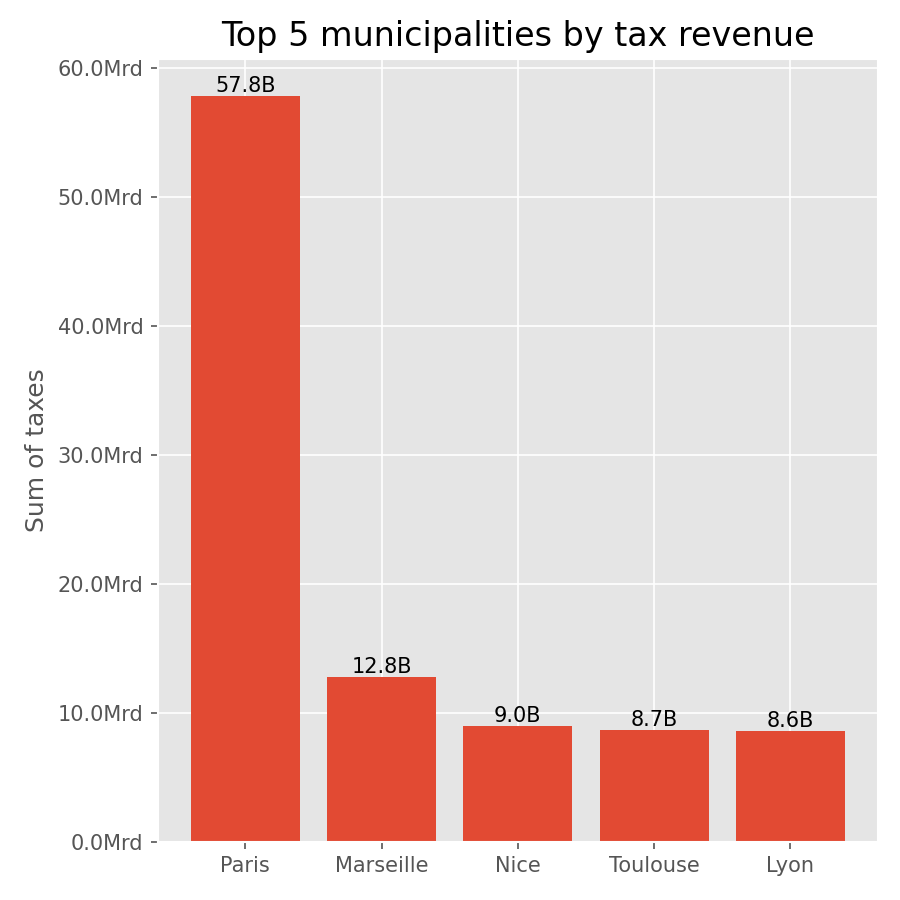 Top 5 municipalities by tax revenue
60.0Mrd
57.8B
50.0Mrd
40.0Mrd
Sum of taxes
30.0Mrd
20.0Mrd
12.8B
10.0Mrd
9.0B
8.7B
8.6B
0.0Mrd
Paris
Marseille
Nice
Toulouse
Lyon